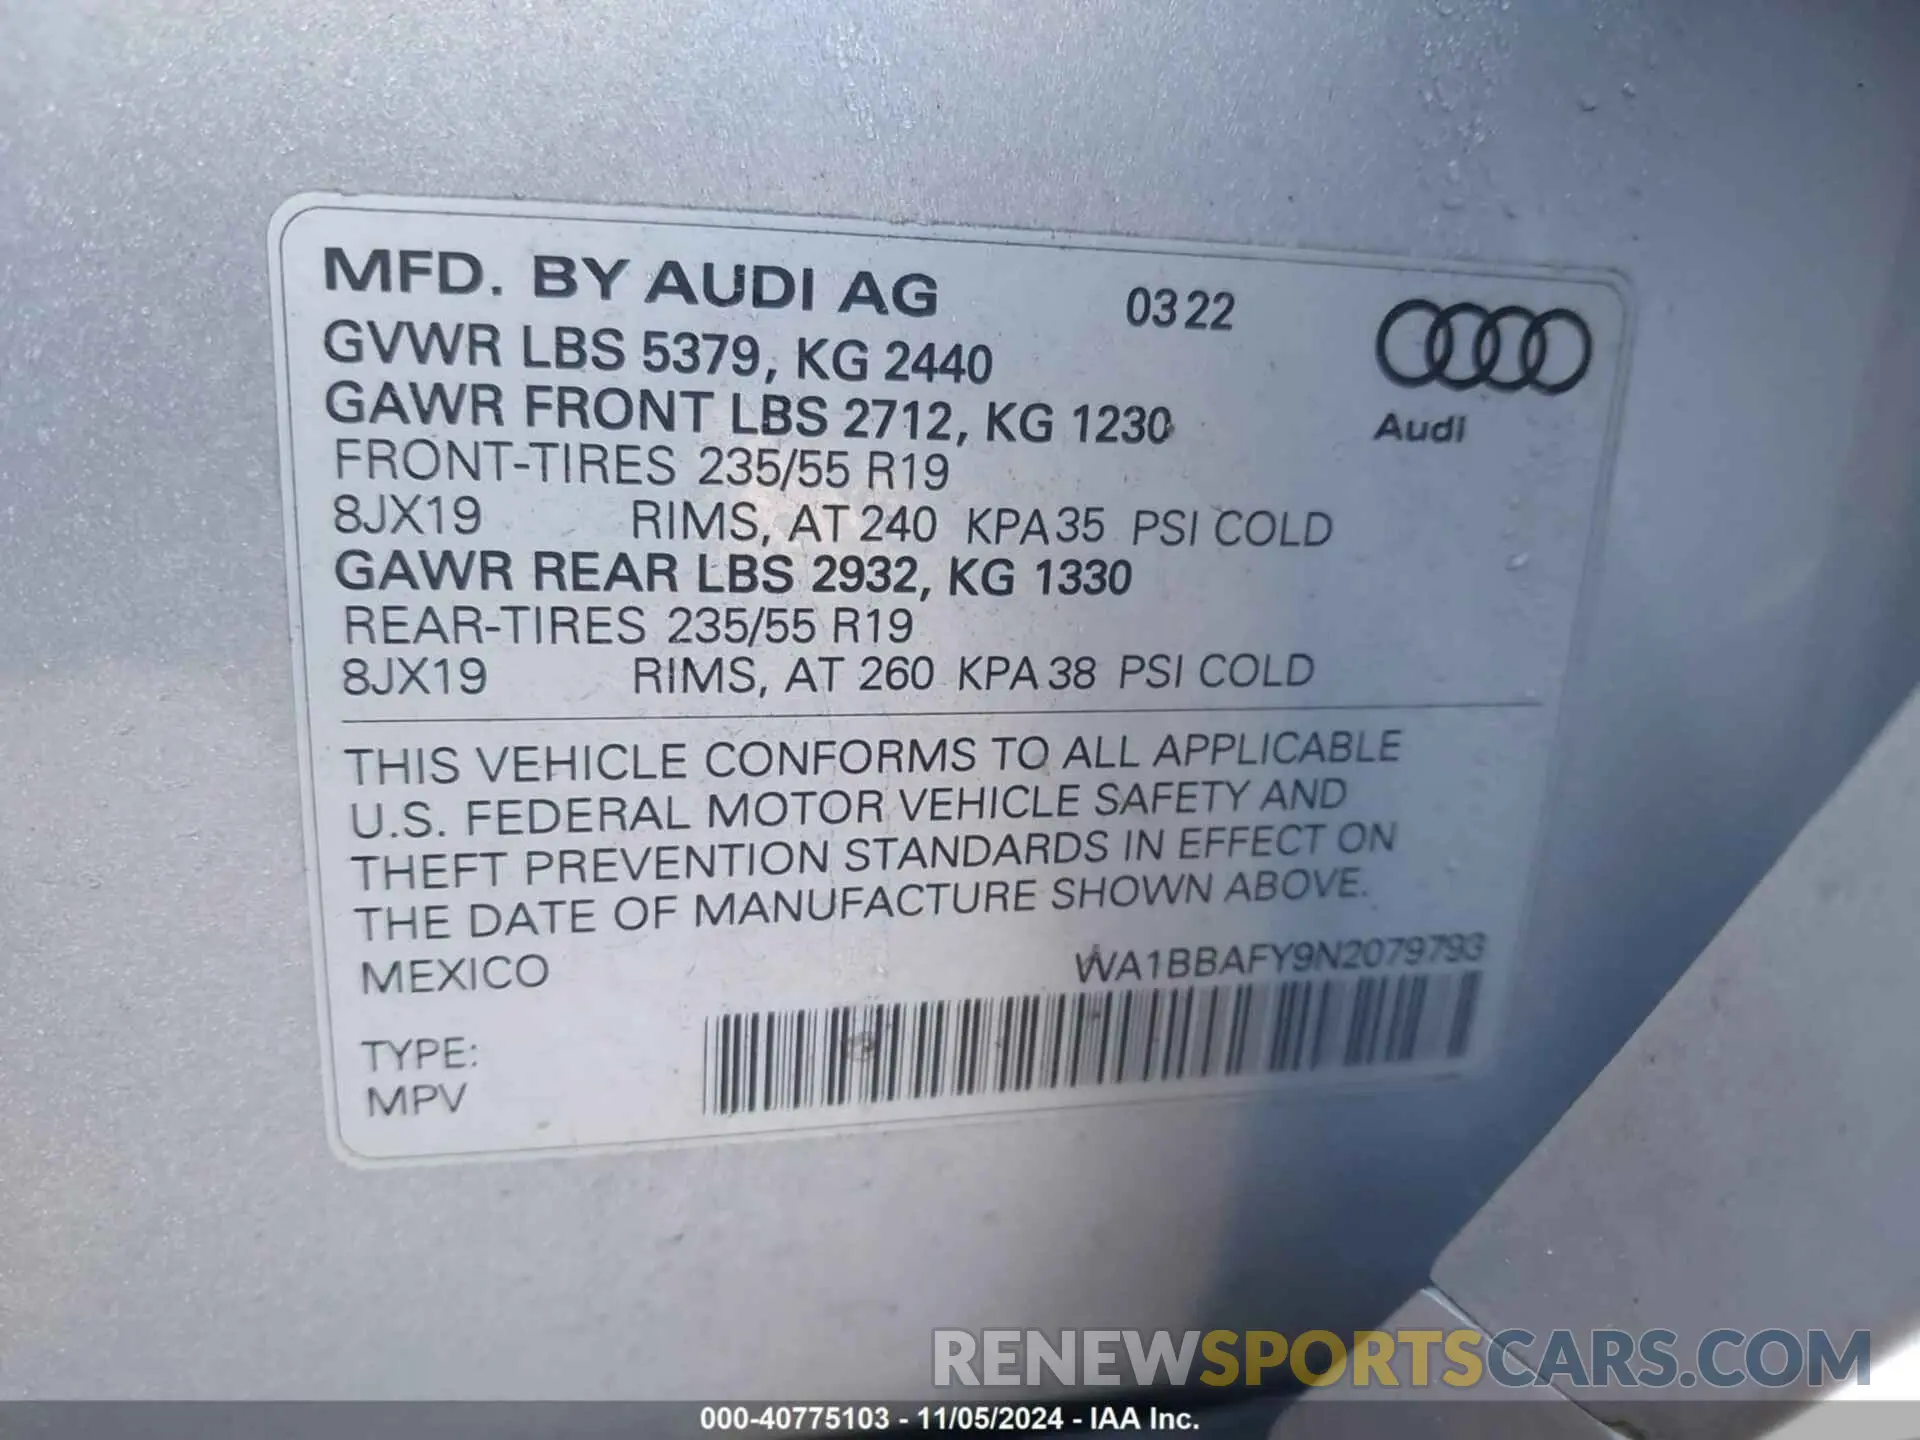 MFD. BY AUDI AG 03 22
GVWR LBS 5379, KG 2440
GAWR FRONT LBS 2712, KG 1230
Audi
FRONT-TIRES 235/55 R19
8JX19 RIMS, AT 240 KPA 35 PSI COLD
GAWR REAR LBS 2932, KG 1330
REAR-TIRES 235/55 R19
8JX19 RIMS, AT 260 KPA 38 PSI COLD
THIS VEHICLE CONFORMS TO ALL APPLICABLE
U.S. FEDERAL MOTOR VEHICLE SAFETY AND
THEFT PREVENTION STANDARDS IN EFFECT ON
THE DATE OF MANUFACTURE SHOWN ABOVE.
MEXICO WA1BBAFY9N2079793
TYPE:
MPV
RENEWSPORTSCARS.COM
000-40775103 - 11/05/2024 - IAA Inc.